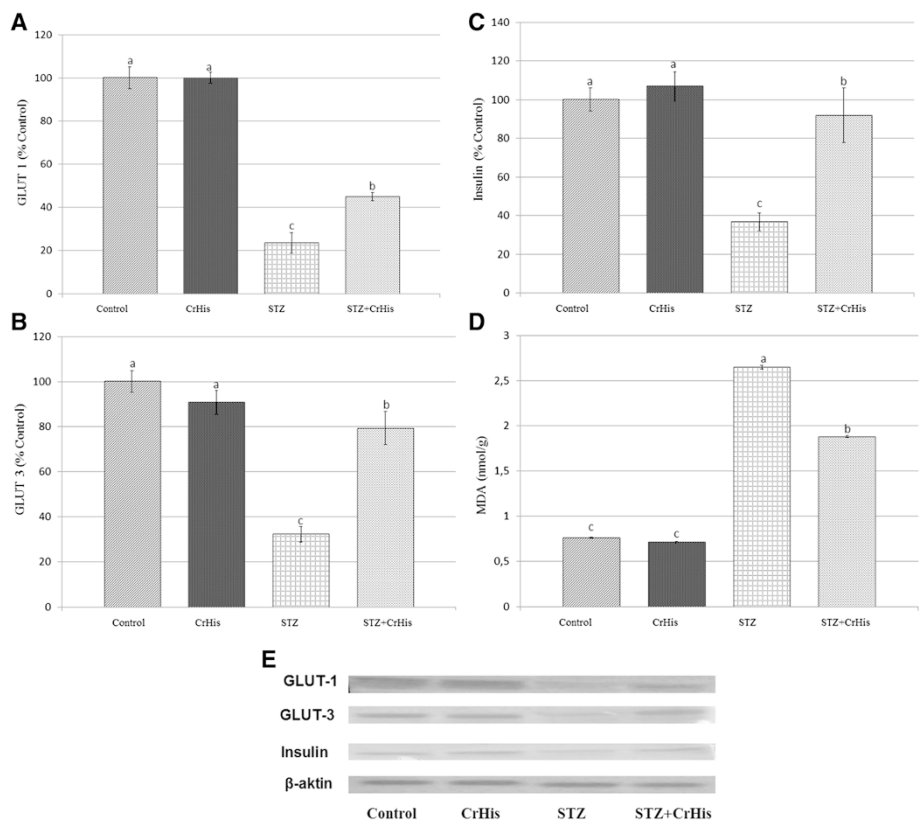 A
GLUT 1 (% Control)
120
100
80
60
40
20
0
a
a
c
b
Control CrHis STZ STZ+CrHis
B
GLUT 3 (% Control)
120
100
80
60
40
20
0
a
a
c
b
Control CrHis STZ STZ+CrHis
C
Insulin (% Control)
140
120
100
80
60
40
20
0
a
a
c
b
Control CrHis STZ STZ+CrHis
D
MDA (nmol/g)
3
2,5
2
1,5
1
0,5
0
c
c
a
b
Control CrHis STZ STZ+CrHis
E
GLUT-1
GLUT-3
Insulin
β-aktin
Control CrHis STZ STZ+CrHis